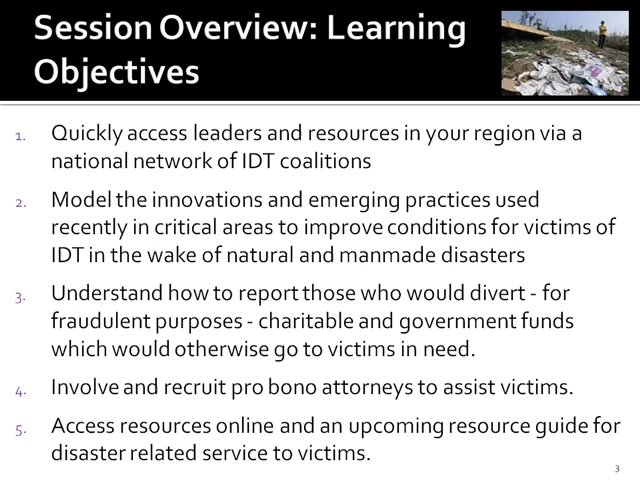 Session Overview: Learning
Objectives
1. Quickly access leaders and resources in your region via a
national network of IDT coalitions
2. Model the innovations and emerging practices used
recently in critical areas to improve conditions for victims of
IDT in the wake of natural and manmade disasters
3. Understand how to report those who would divert - for
fraudulent purposes - charitable and government funds
which would otherwise go to victims in need.
4. Involve and recruit pro bono attorneys to assist victims.
5. Access resources online and an upcoming resource guide for
disaster related service to victims.
3